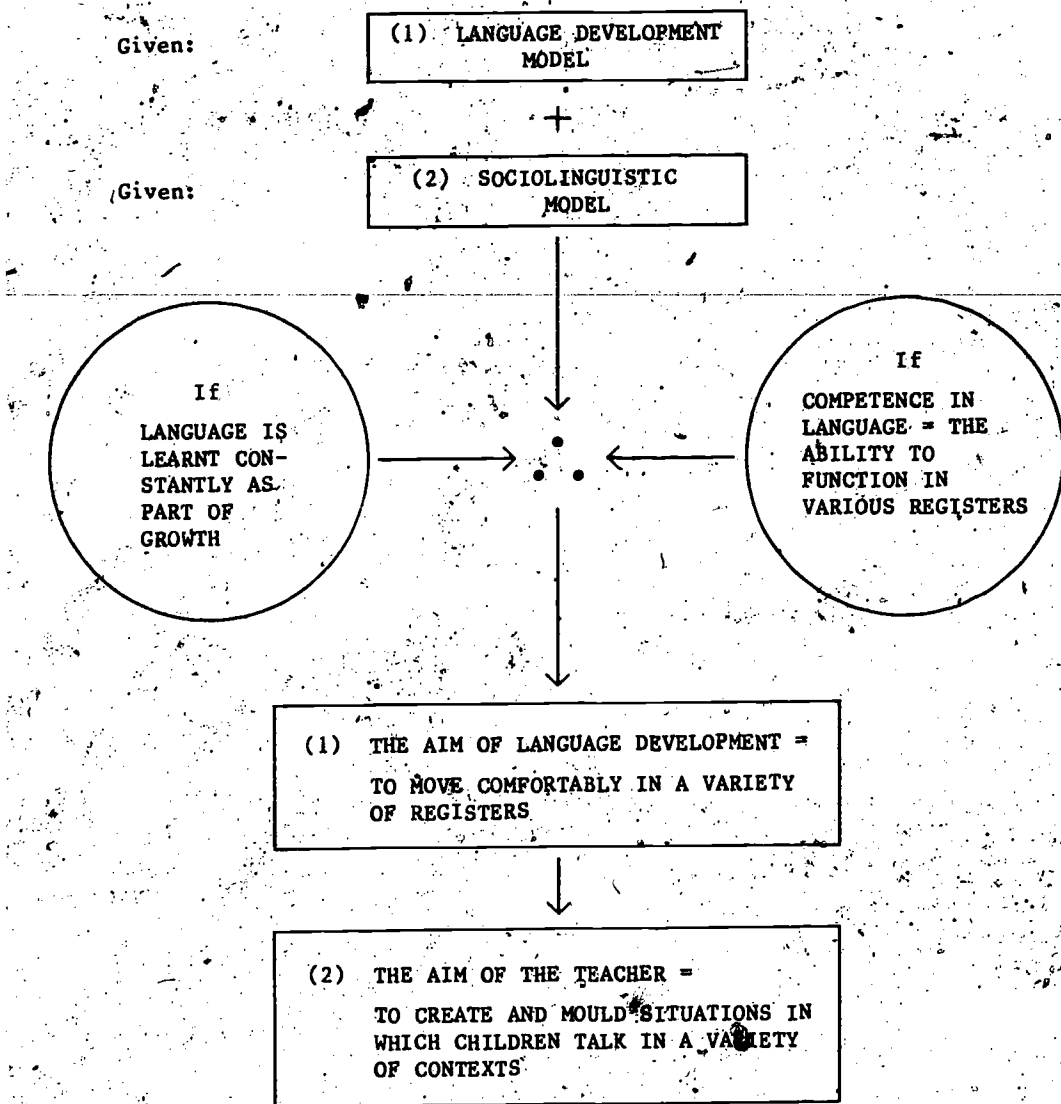 Given:
(1) LANGUAGE DEVELOPMENT
MODEL
+
Given:
(2) SOCIOLINGUISTIC
MODEL
If
LANGUAGE IS
LEARNT CON-
STANTLY AS
PART OF
GROWTH
∴
If
COMPETENCE IN
LANGUAGE = THE
ABILITY TO
FUNCTION IN
VARIOUS REGISTERS
(1) THE AIM OF LANGUAGE DEVELOPMENT =
TO MOVE COMFORTABLY IN A VARIETY
OF REGISTERS
(2) THE AIM OF THE TEACHER =
TO CREATE AND MOULD SITUATIONS IN
WHICH CHILDREN TALK IN A VARIETY
OF CONTEXTS